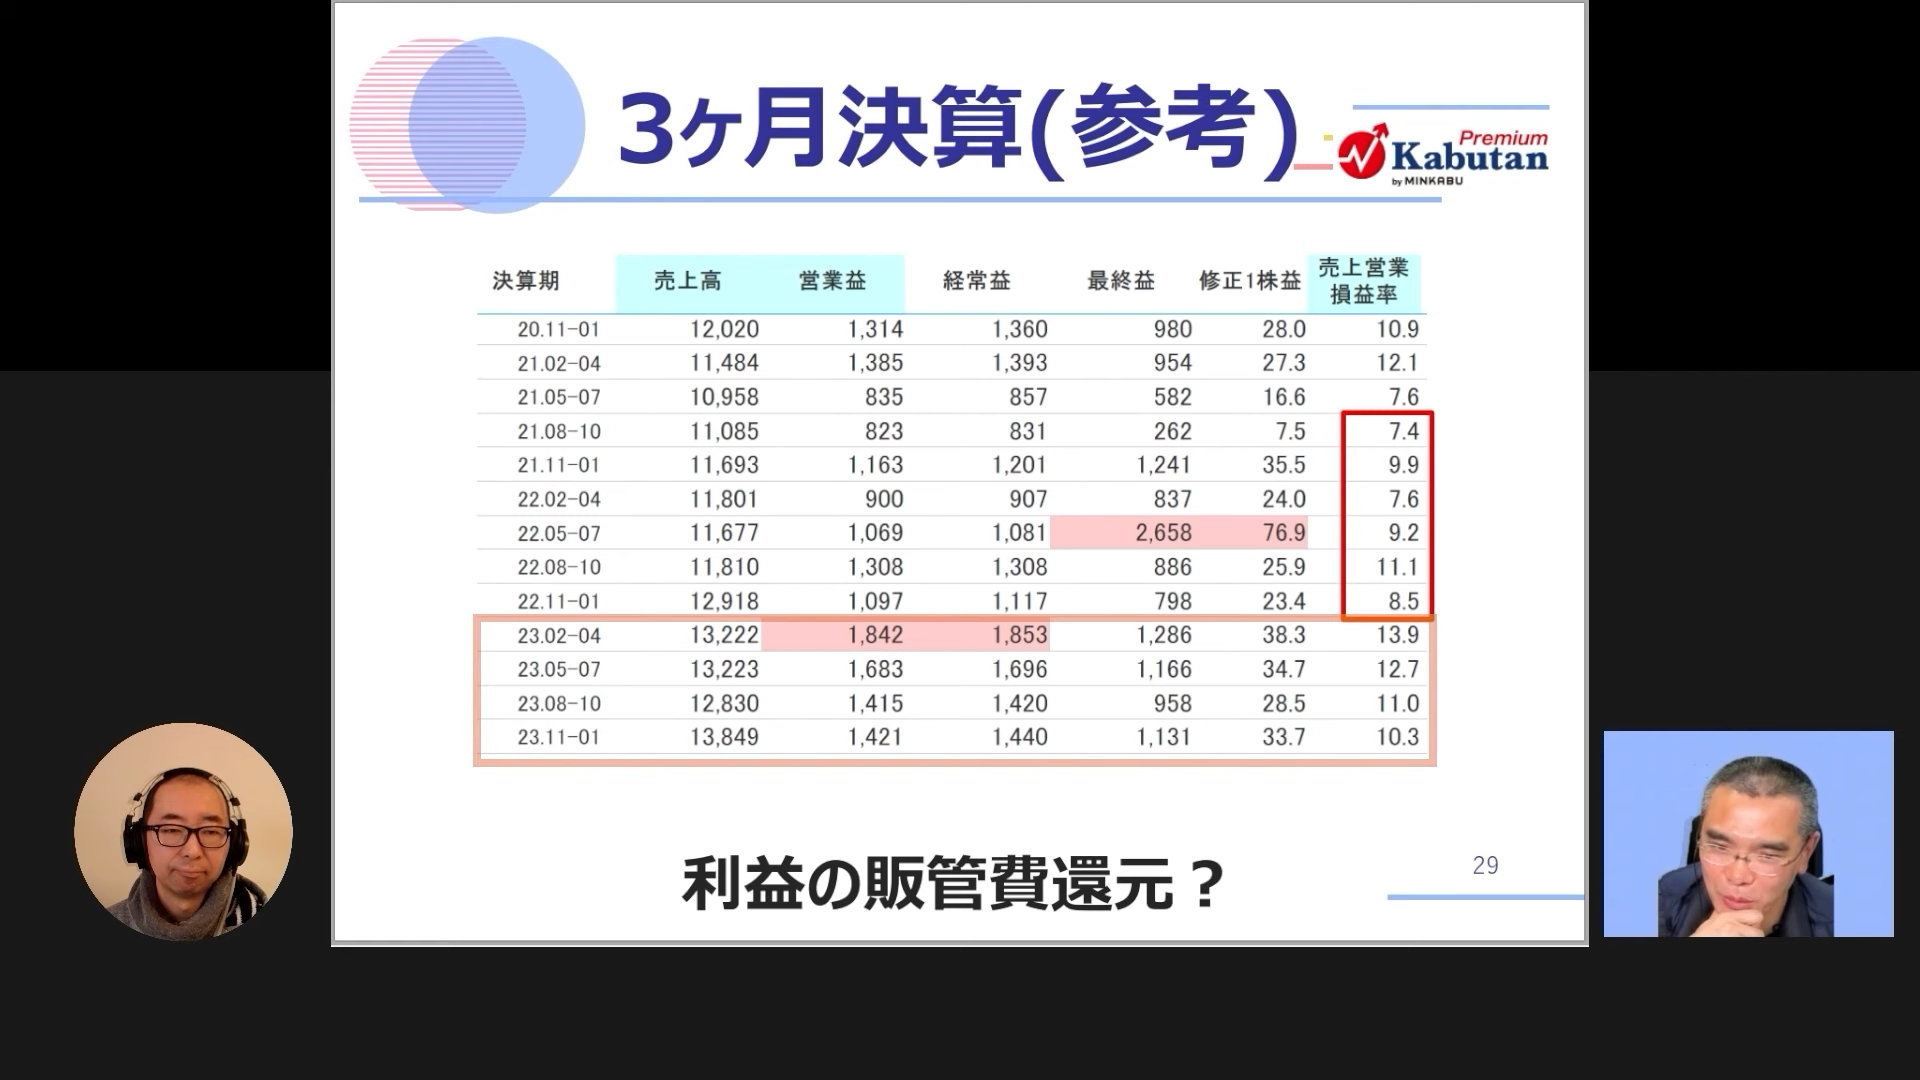 3ヶ月決算(参考)
Premium
Kabutan
by MINKABU
決算期 売上高 営業益 経常益 最終益 修正1株益 売上営業損益率
20.11-01 12,020 1,314 1,360 980 28.0 10.9
21.02-04 11,484 1,385 1,393 954 27.3 12.1
21.05-07 10,958 835 857 582 16.6 7.6
21.08-10 11,085 823 831 262 7.5 7.4
21.11-01 11,693 1,163 1,201 1,241 35.5 9.9
22.02-04 11,801 900 907 837 24.0 7.6
22.05-07 11,677 1,069 1,081 2,658 76.9 9.2
22.08-10 11,810 1,308 1,308 886 25.9 11.1
22.11-01 12,918 1,097 1,117 798 23.4 8.5
23.02-04 13,222 1,842 1,853 1,286 38.3 13.9
23.05-07 13,223 1,683 1,696 1,166 34.7 12.7
23.08-10 12,830 1,415 1,420 958 28.5 11.0
23.11-01 13,849 1,421 1,440 1,131 33.7 10.3
利益の販管費還元？
29